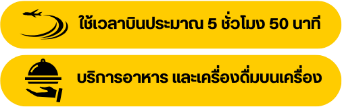 ใช้เวลาบินประมาณ 5 ชั่วโมง 50 นาที
บริการอาหาร และเครื่องดื่มบนเครื่อง